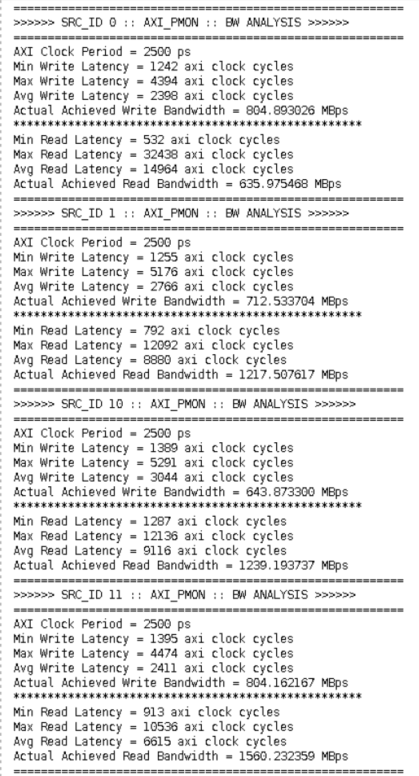 =========================================================
>>>>>> SRC_ID 0 :: AXI_PMON :: BW ANALYSIS >>>>>>
=========================================================
AXI Clock Period = 2500 ps
Min Write Latency = 1242 axi clock cycles
Max Write Latency = 4394 axi clock cycles
Avg Write Latency = 2398 axi clock cycles
Actual Achieved Write Bandwidth = 804.893026 MBps
***************************************************
Min Read Latency = 532 axi clock cycles
Max Read Latency = 32438 axi clock cycles
Avg Read Latency = 14964 axi clock cycles
Actual Achieved Read Bandwidth = 635.975468 MBps
=========================================================
>>>>>> SRC_ID 1 :: AXI_PMON :: BW ANALYSIS >>>>>>
=========================================================
AXI Clock Period = 2500 ps
Min Write Latency = 1255 axi clock cycles
Max Write Latency = 5176 axi clock cycles
Avg Write Latency = 2766 axi clock cycles
Actual Achieved Write Bandwidth = 712.533704 MBps
***************************************************
Min Read Latency = 792 axi clock cycles
Max Read Latency = 12092 axi clock cycles
Avg Read Latency = 8880 axi clock cycles
Actual Achieved Read Bandwidth = 1217.507617 MBps
=========================================================
>>>>>> SRC_ID 10 :: AXI_PMON :: BW ANALYSIS >>>>>>
=========================================================
AXI Clock Period = 2500 ps
Min Write Latency = 1389 axi clock cycles
Max Write Latency = 5291 axi clock cycles
Avg Write Latency = 3044 axi clock cycles
Actual Achieved Write Bandwidth = 643.873300 MBps
***************************************************
Min Read Latency = 1287 axi clock cycles
Max Read Latency = 12136 axi clock cycles
Avg Read Latency = 9116 axi clock cycles
Actual Achieved Read Bandwidth = 1239.193737 MBps
=========================================================
>>>>>> SRC_ID 11 :: AXI_PMON :: BW ANALYSIS >>>>>>
=========================================================
AXI Clock Period = 2500 ps
Min Write Latency = 1395 axi clock cycles
Max Write Latency = 4474 axi clock cycles
Avg Write Latency = 2411 axi clock cycles
Actual Achieved Write Bandwidth = 804.162167 MBps
***************************************************
Min Read Latency = 913 axi clock cycles
Max Read Latency = 10536 axi clock cycles
Avg Read Latency = 6615 axi clock cycles
Actual Achieved Read Bandwidth = 1560.232359 MBps
=========================================================